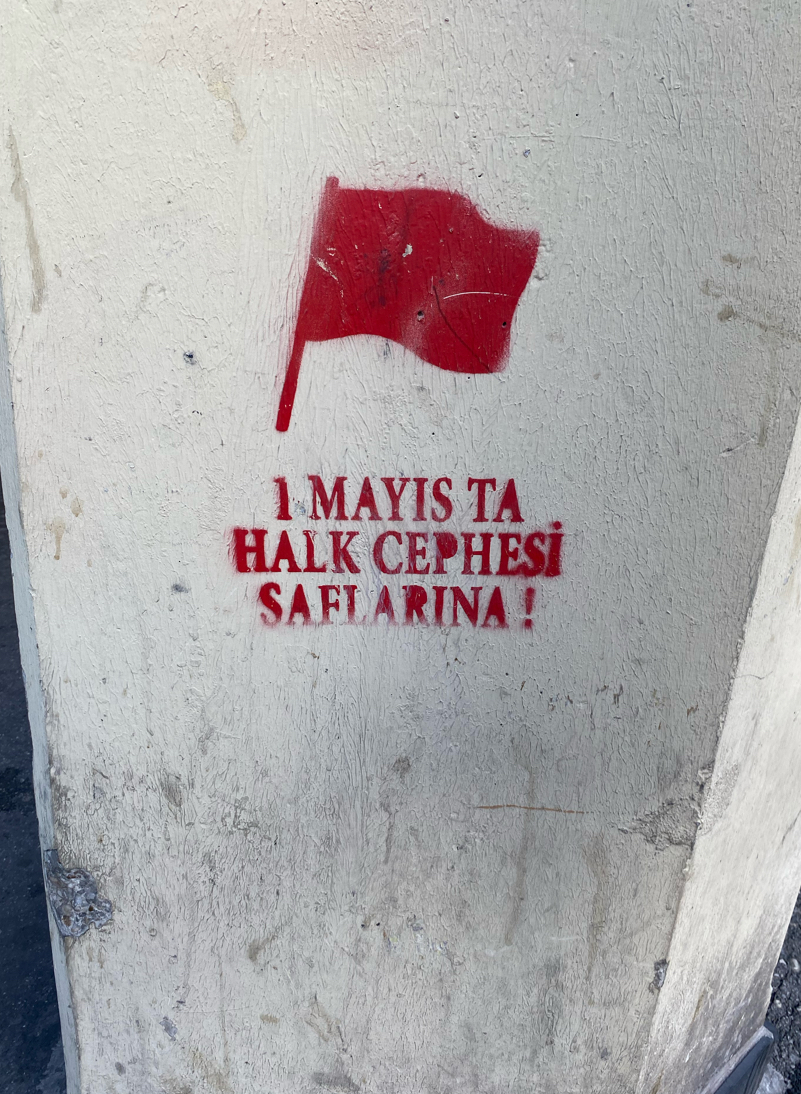 1 MAYIS TA
HALK CEPHESİ
SAFLARINA !